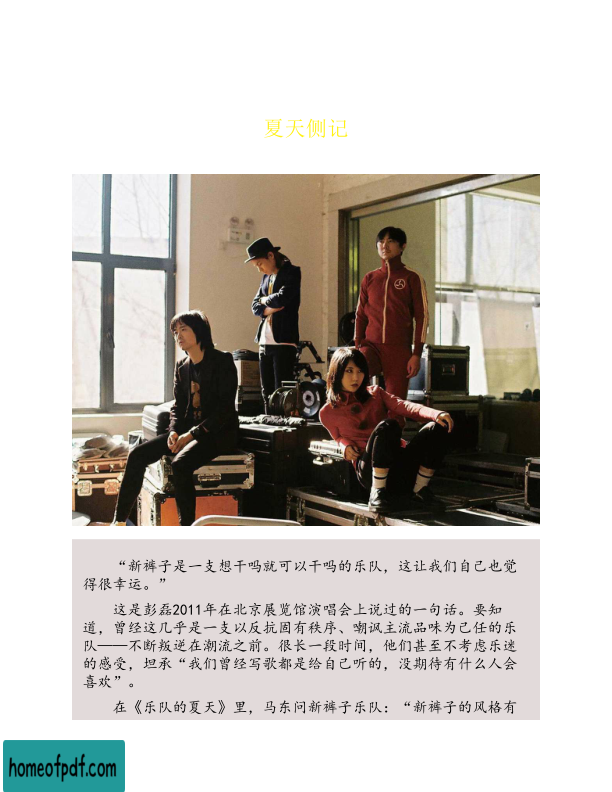 夏天侧记
“新裤子是一支想干吗就可以干吗的乐队，这让我们自己也觉
得很幸运。”
这是彭磊2011年在北京展览馆演唱会上说过的一句话。要知
道，曾经这几乎是一支以反抗固有秩序、嘲讽主流品味为己任的乐
队——不断叛逆在潮流之前。很长一段时间，他们甚至不考虑乐迷
的感受，坦承“我们曾经写歌都是给自己听的，没期待有什么人会
喜欢”。
在《乐队的夏天》里，马东问新裤子乐队：“新裤子的风格有
homeofpdf.com